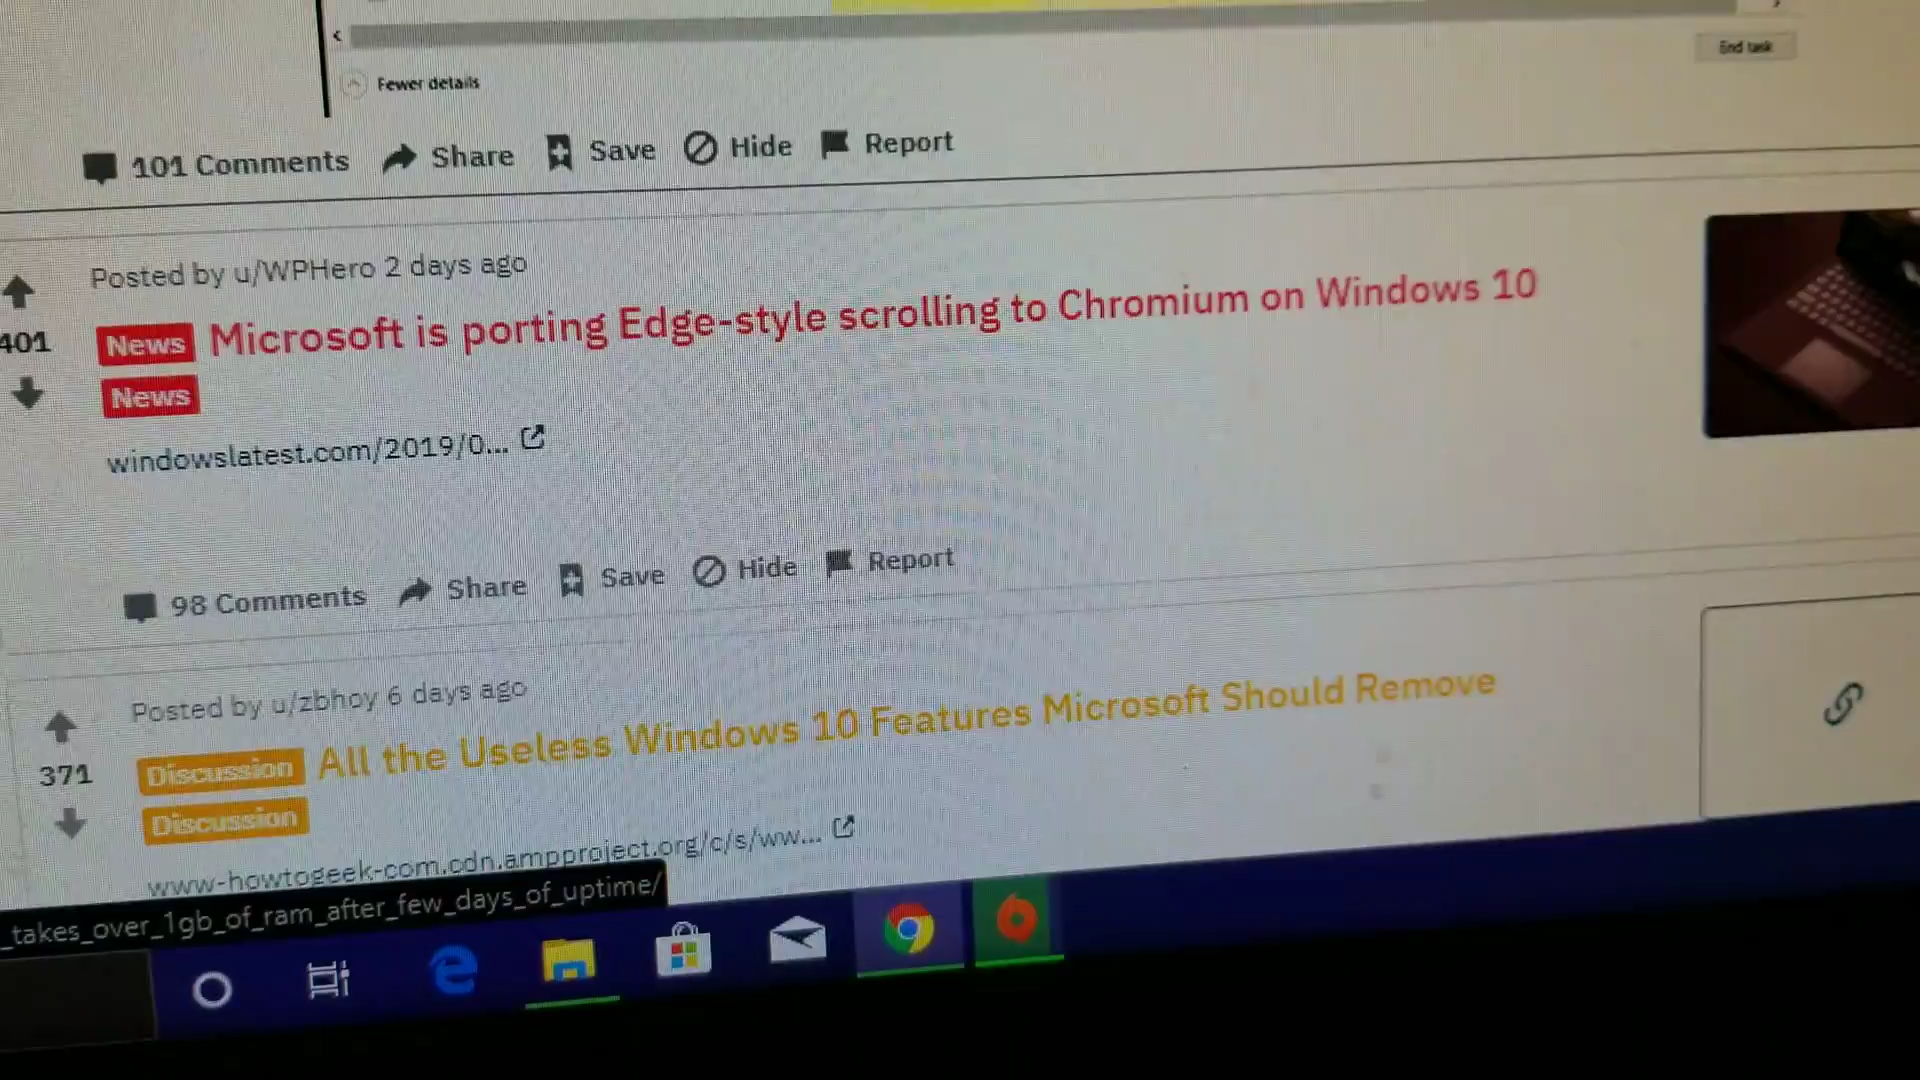 End task
Fewer details
101 Comments Share Save Hide Report
Posted by u/WPHero 2 days ago
401
News Microsoft is porting Edge-style scrolling to Chromium on Windows 10
News
windowslatest.com/2019/0...
98 Comments Share Save Hide Report
Posted by u/zbhoy 6 days ago
371
Discussion All the Useless Windows 10 Features Microsoft Should Remove
Discussion
www-howtogeek-com.cdn.ampproject.org/c/s/ww...
_takes_over_1gb_of_ram_after_few_days_of_uptime/